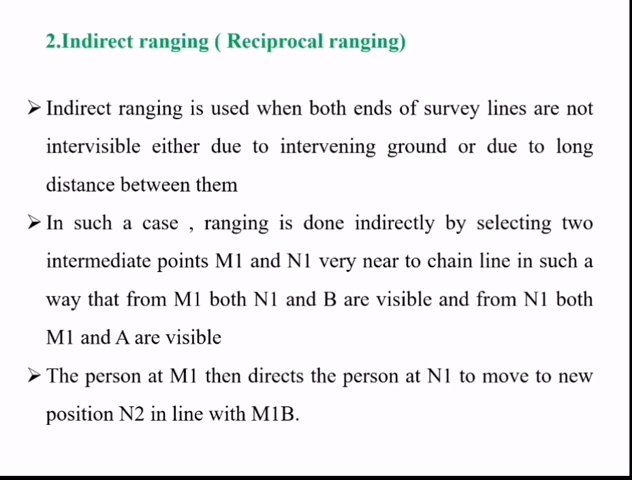 2.Indirect ranging ( Reciprocal ranging)
➢ Indirect ranging is used when both ends of survey lines are not
intervisible either due to intervening ground or due to long
distance between them
➢ In such a case , ranging is done indirectly by selecting two
intermediate points M1 and N1 very near to chain line in such a
way that from M1 both N1 and B are visible and from N1 both
M1 and A are visible
➢ The person at M1 then directs the person at N1 to move to new
position N2 in line with M1B.